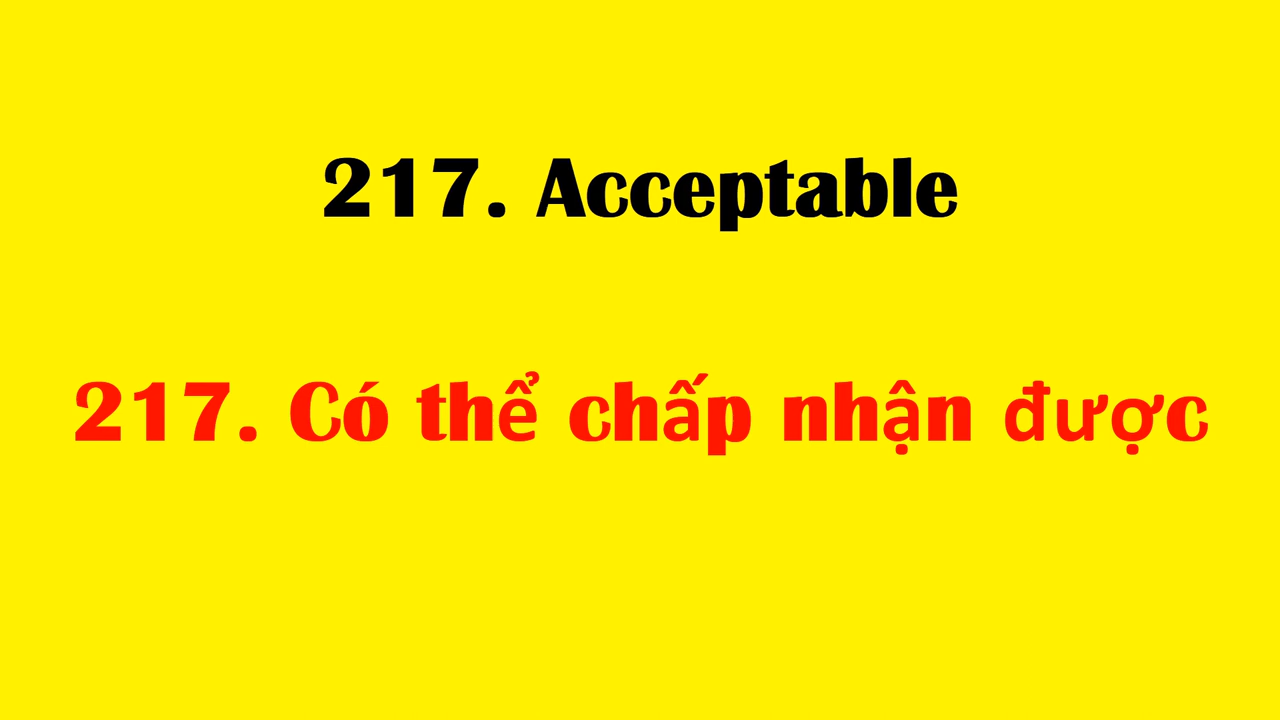 217. Acceptable
217. Có thể chấp nhận được